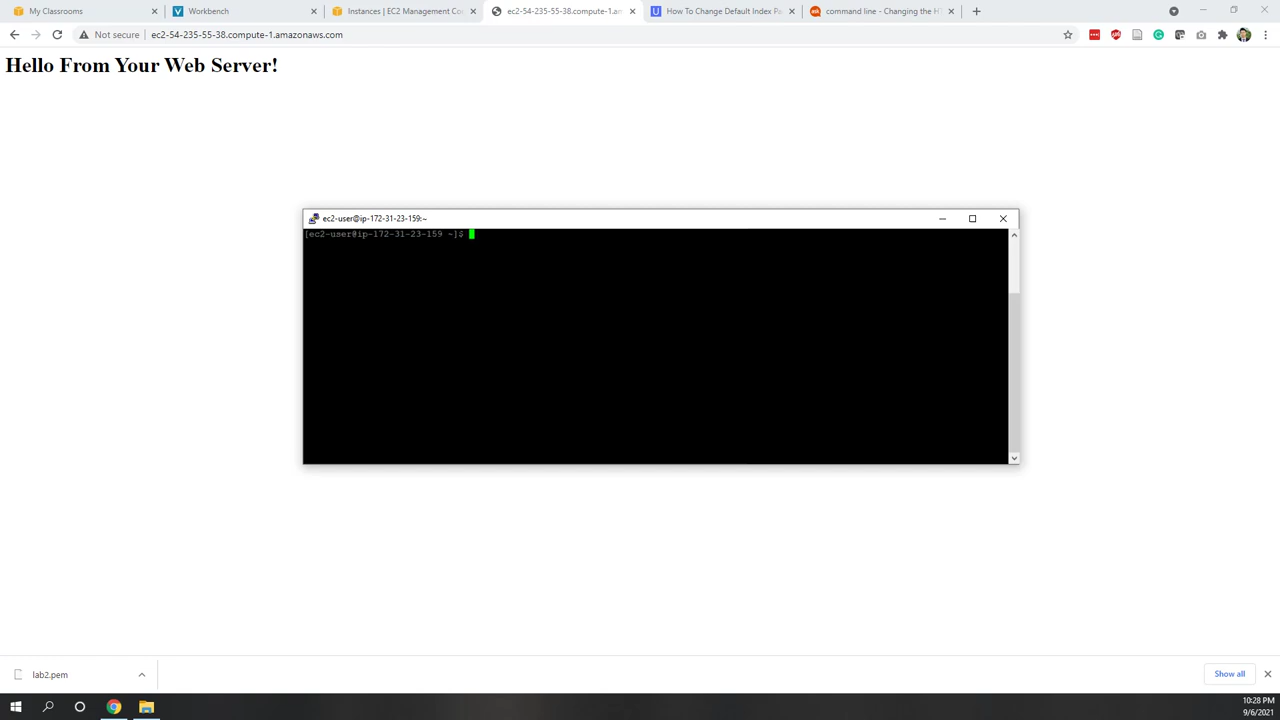 My Classrooms
Workbench
Instances | EC2 Management Co
ec2-54-235-55-38.compute-1.am
How To Change Default Index Pa
command line - Changing the HT
Not secure
ec2-54-235-55-38.compute-1.amazonaws.com
Hello From Your Web Server!
ec2-user@ip-172-31-23-159:~
[ec2-user@ip-172-31-23-159 ~]$
lab2.pem
Show all
10:28 PM
9/6/2021